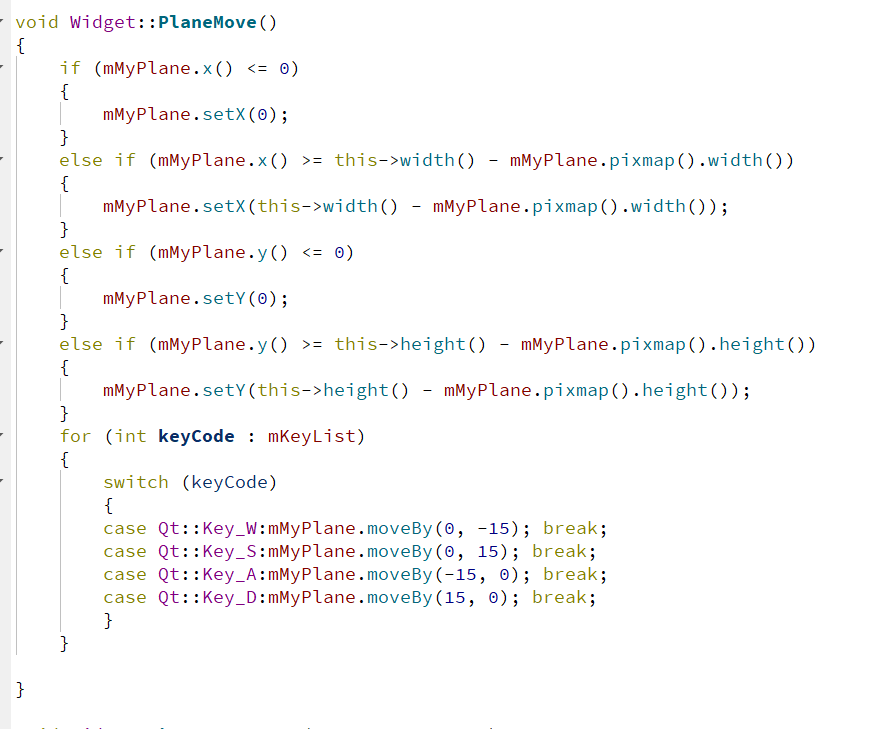 void Widget::PlaneMove()
{
    if (mMyPlane.x() <= 0)
    {
        mMyPlane.setX(0);
    }
    else if (mMyPlane.x() >= this->width() - mMyPlane.pixmap().width())
    {
        mMyPlane.setX(this->width() - mMyPlane.pixmap().width());
    }
    else if (mMyPlane.y() <= 0)
    {
        mMyPlane.setY(0);
    }
    else if (mMyPlane.y() >= this->height() - mMyPlane.pixmap().height())
    {
        mMyPlane.setY(this->height() - mMyPlane.pixmap().height());
    }
    for (int keyCode : mKeyList)
    {
        switch (keyCode)
        {
        case Qt::Key_W:mMyPlane.moveBy(0, -15); break;
        case Qt::Key_S:mMyPlane.moveBy(0, 15); break;
        case Qt::Key_A:mMyPlane.moveBy(-15, 0); break;
        case Qt::Key_D:mMyPlane.moveBy(15, 0); break;
        }
    }
}